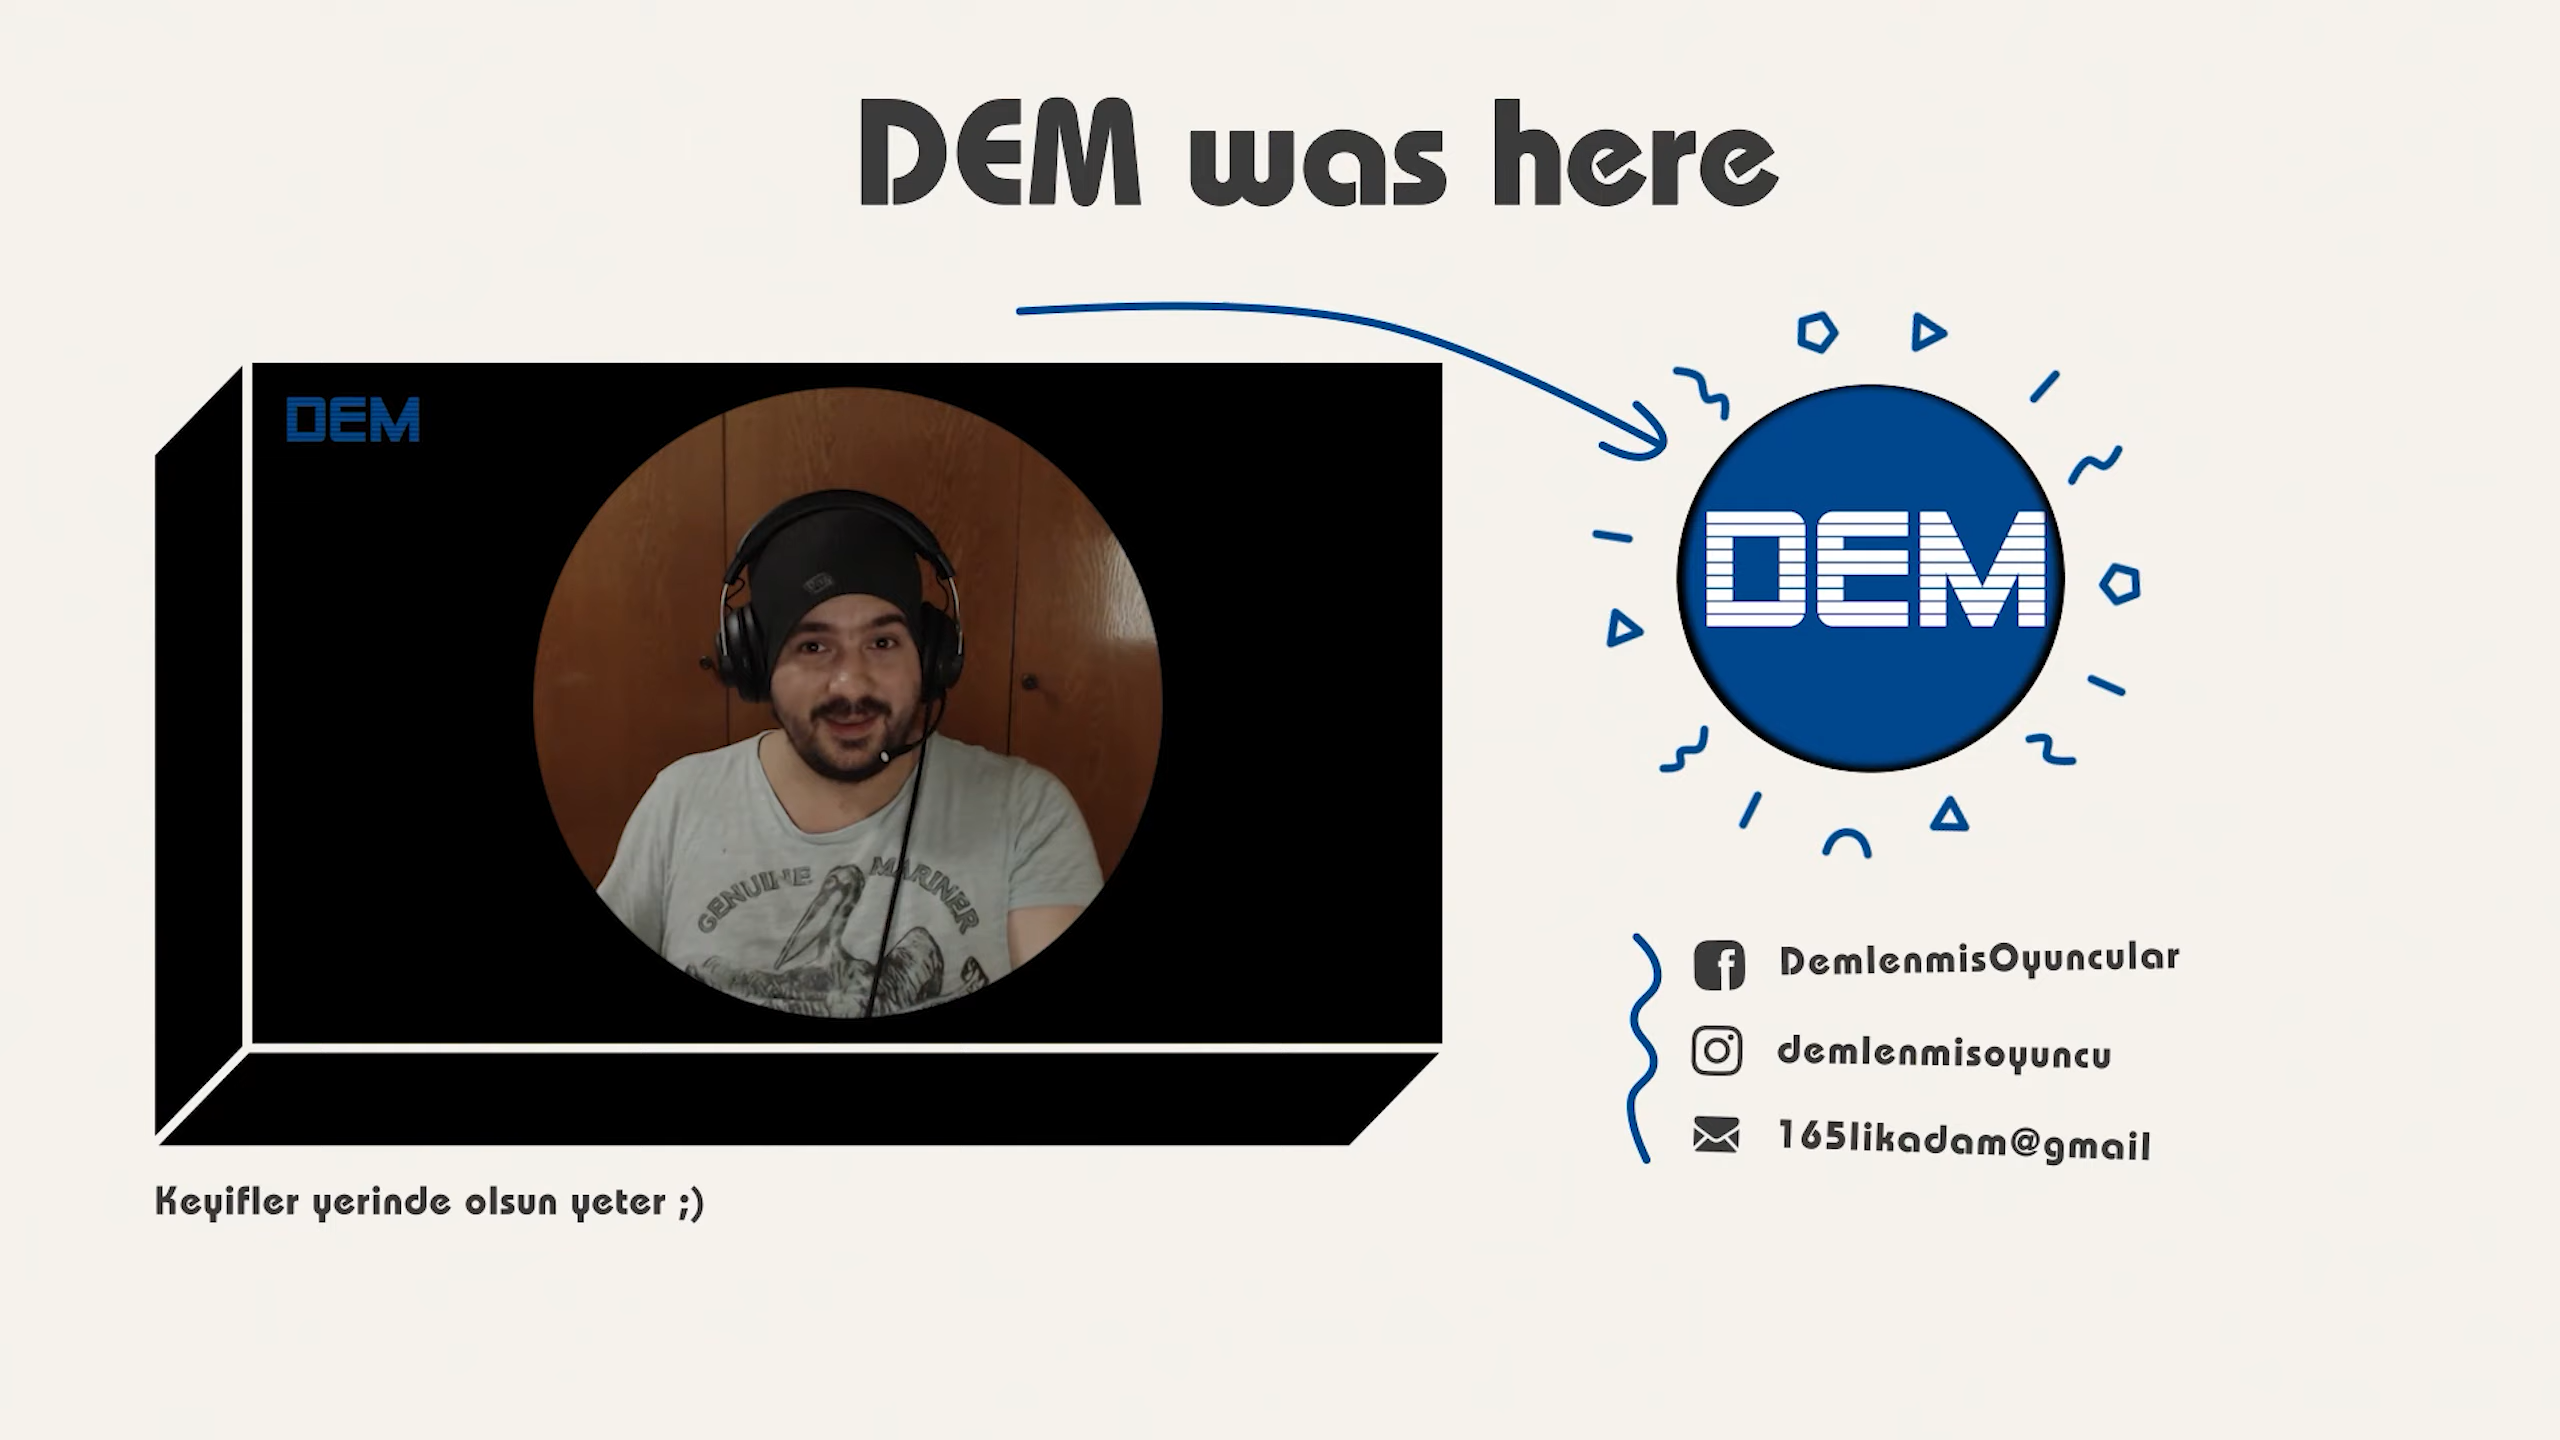 DEM was here
DEM
GENUINE MARINER
DEM
DemlenmisOyuncular
demlenmisoyuncu
165likadam@gmail
Keyifler yerinde olsun yeter ;)